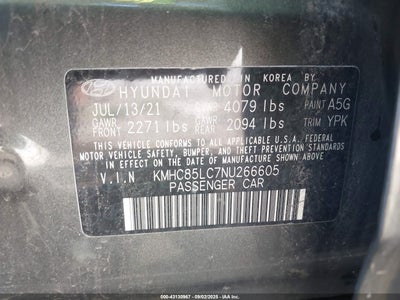 MANUFACTURED IN KOREA BY
HYUNDAI MOTOR COMPANY
JUL/13/21 GVWR 4079 lbs PAINT A5G
GAWR FRONT 2271 lbs GAWR REAR 2094 lbs TRIM YPK
THIS VEHICLE CONFORMS TO ALL APPLICABLE U.S.A. FEDERAL
MOTOR VEHICLE SAFETY, BUMPER, AND THEFT PREVENTION STANDARDS
IN EFFECT ON THE DATE OF MANUFACTURE SHOWN ABOVE.
V.I.N KMHC85LC7NU266605
PASSENGER CAR
stock#: 43130967 - 09/02/2025 - IAA Inc.